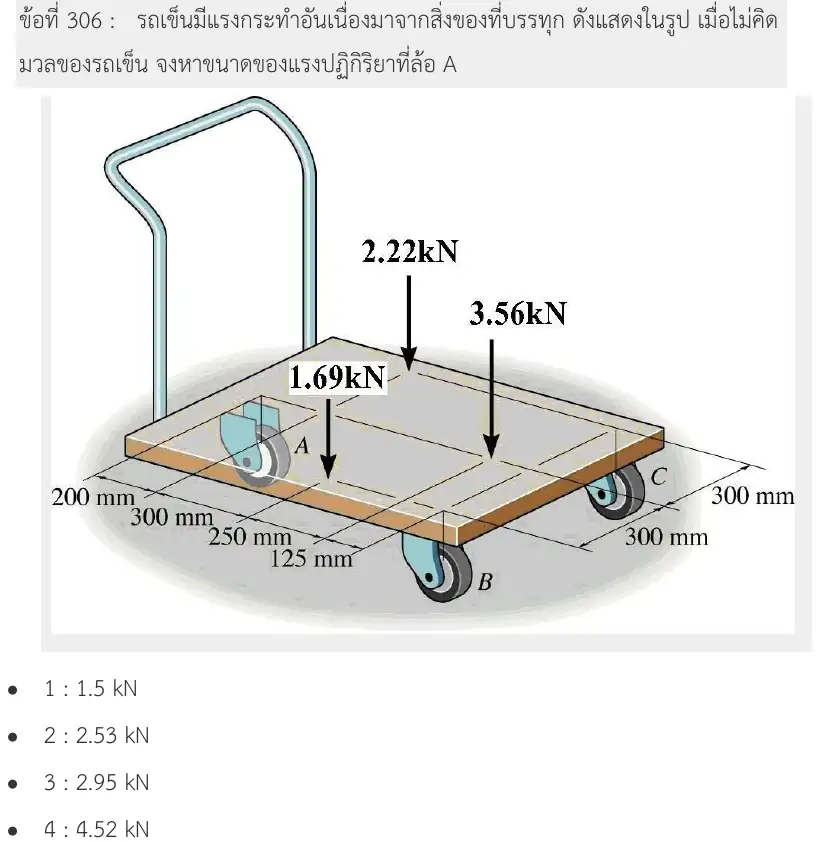 ข้อที่ 306 : รถเข็นมีแรงกระทำอันเนื่องมาจากสิ่งของที่บรรทุก ดังแสดงในรูป เมื่อไม่คิด
มวลของรถเข็น จงหาขนาดของแรงปฏิกิริยาที่ล้อ A
2.22kN
3.56kN
1.69kN
A
C
200 mm
300 mm
300 mm
250 mm
300 mm
125 mm
B
1 : 1.5 kN
2 : 2.53 kN
3 : 2.95 kN
4 : 4.52 kN